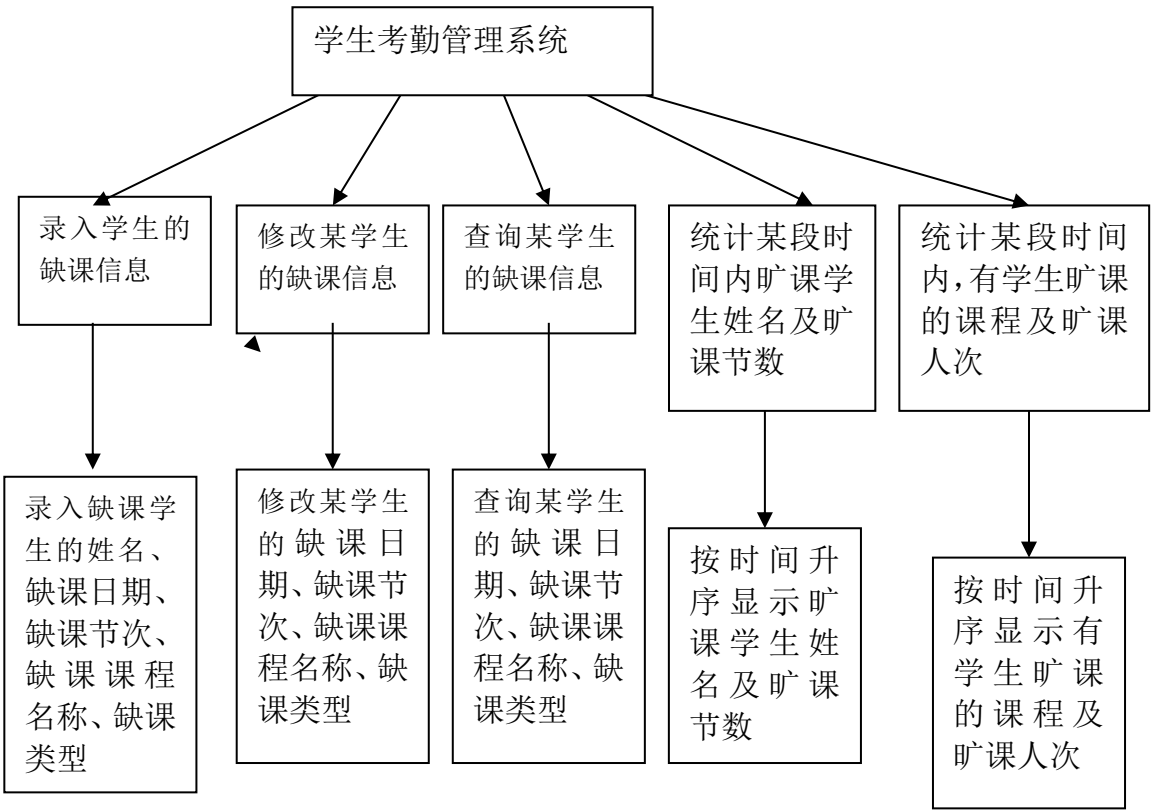 学生考勤管理系统
录入学生的
缺课信息
修改某学生
的缺课信息
查询某学生
的缺课信息
统计某段时
间内旷课学
生姓名及旷
课节数
统计某段时间
内,有学生旷课
的课程及旷课
人次
录入缺课学
生的姓名、
缺课日期、
缺课节次、
缺课课程
名称、缺课
类型
修改某学生
的缺课日
期、缺课节
次、缺课课
程名称、缺
课类型
查询某学生
的缺课日
期、缺课节
次、缺课课
程名称、缺
课类型
按时间升
序显示旷
课学生姓
名及旷课
节数
按时间升
序显示有
学生旷课
的课程及
旷课人次